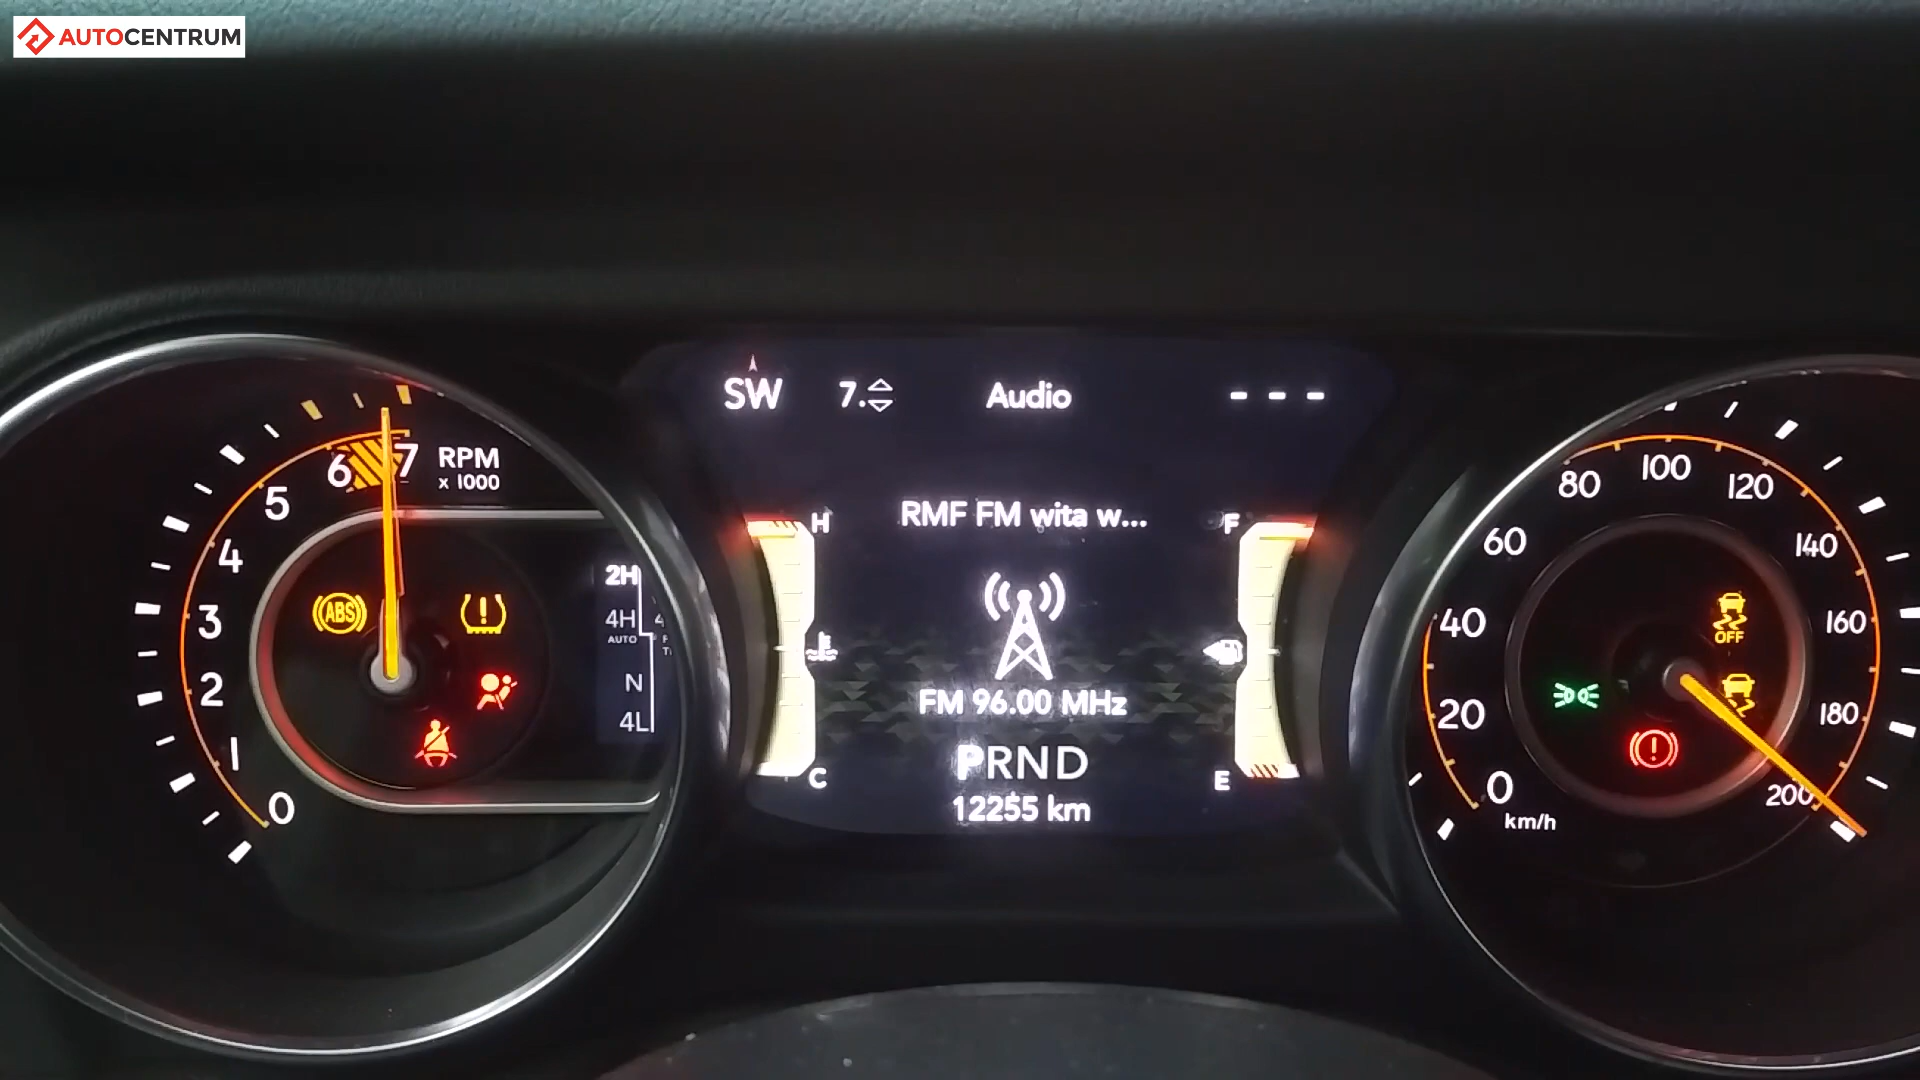 AUTOCENTRUM
SW 7. Audio - - -
0 1 2 3 4 5 6 7
RPM
x 1000
ABS
2H
4H
AUTO
N
4L
H
C
RMF FM wita w...
FM 96.00 MHz
PRND
12255 km
F
E
0 20 40 60 80 100 120 140 160 180 200
km/h
OFF